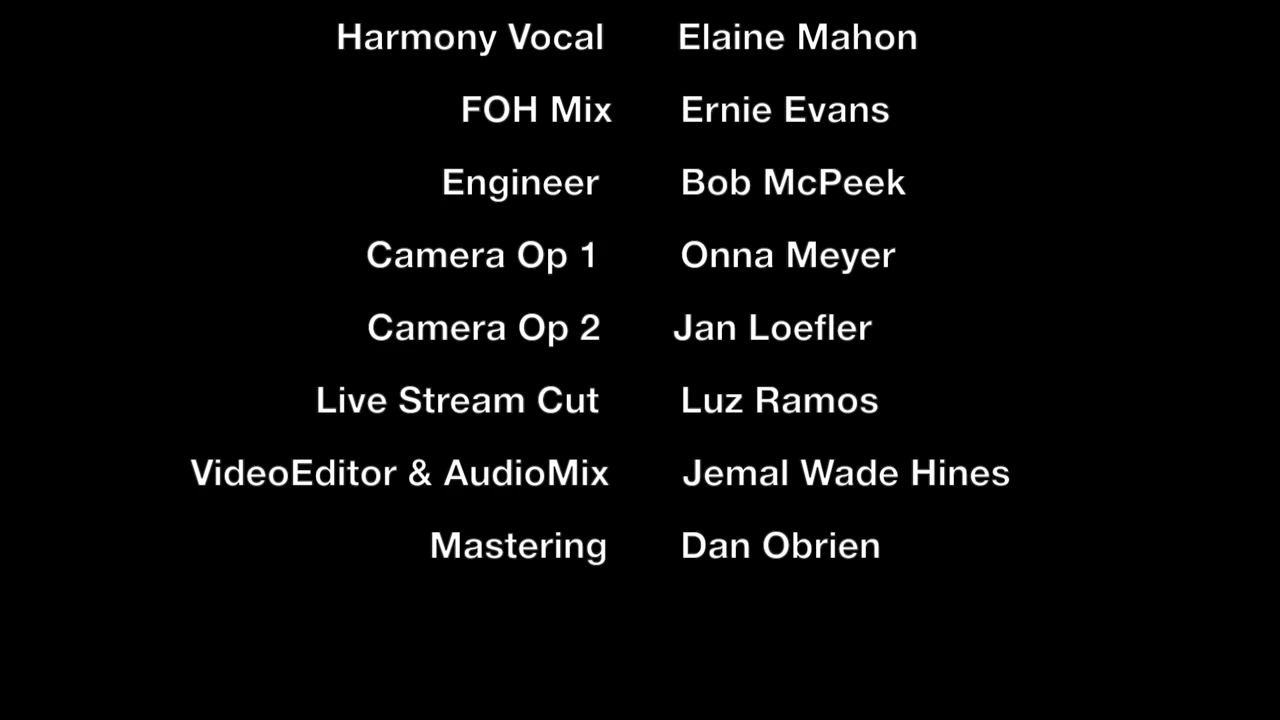 Harmony Vocal Elaine Mahon
FOH Mix Ernie Evans
Engineer Bob McPeek
Camera Op 1 Onna Meyer
Camera Op 2 Jan Loefler
Live Stream Cut Luz Ramos
VideoEditor & AudioMix Jemal Wade Hines
Mastering Dan Obrien